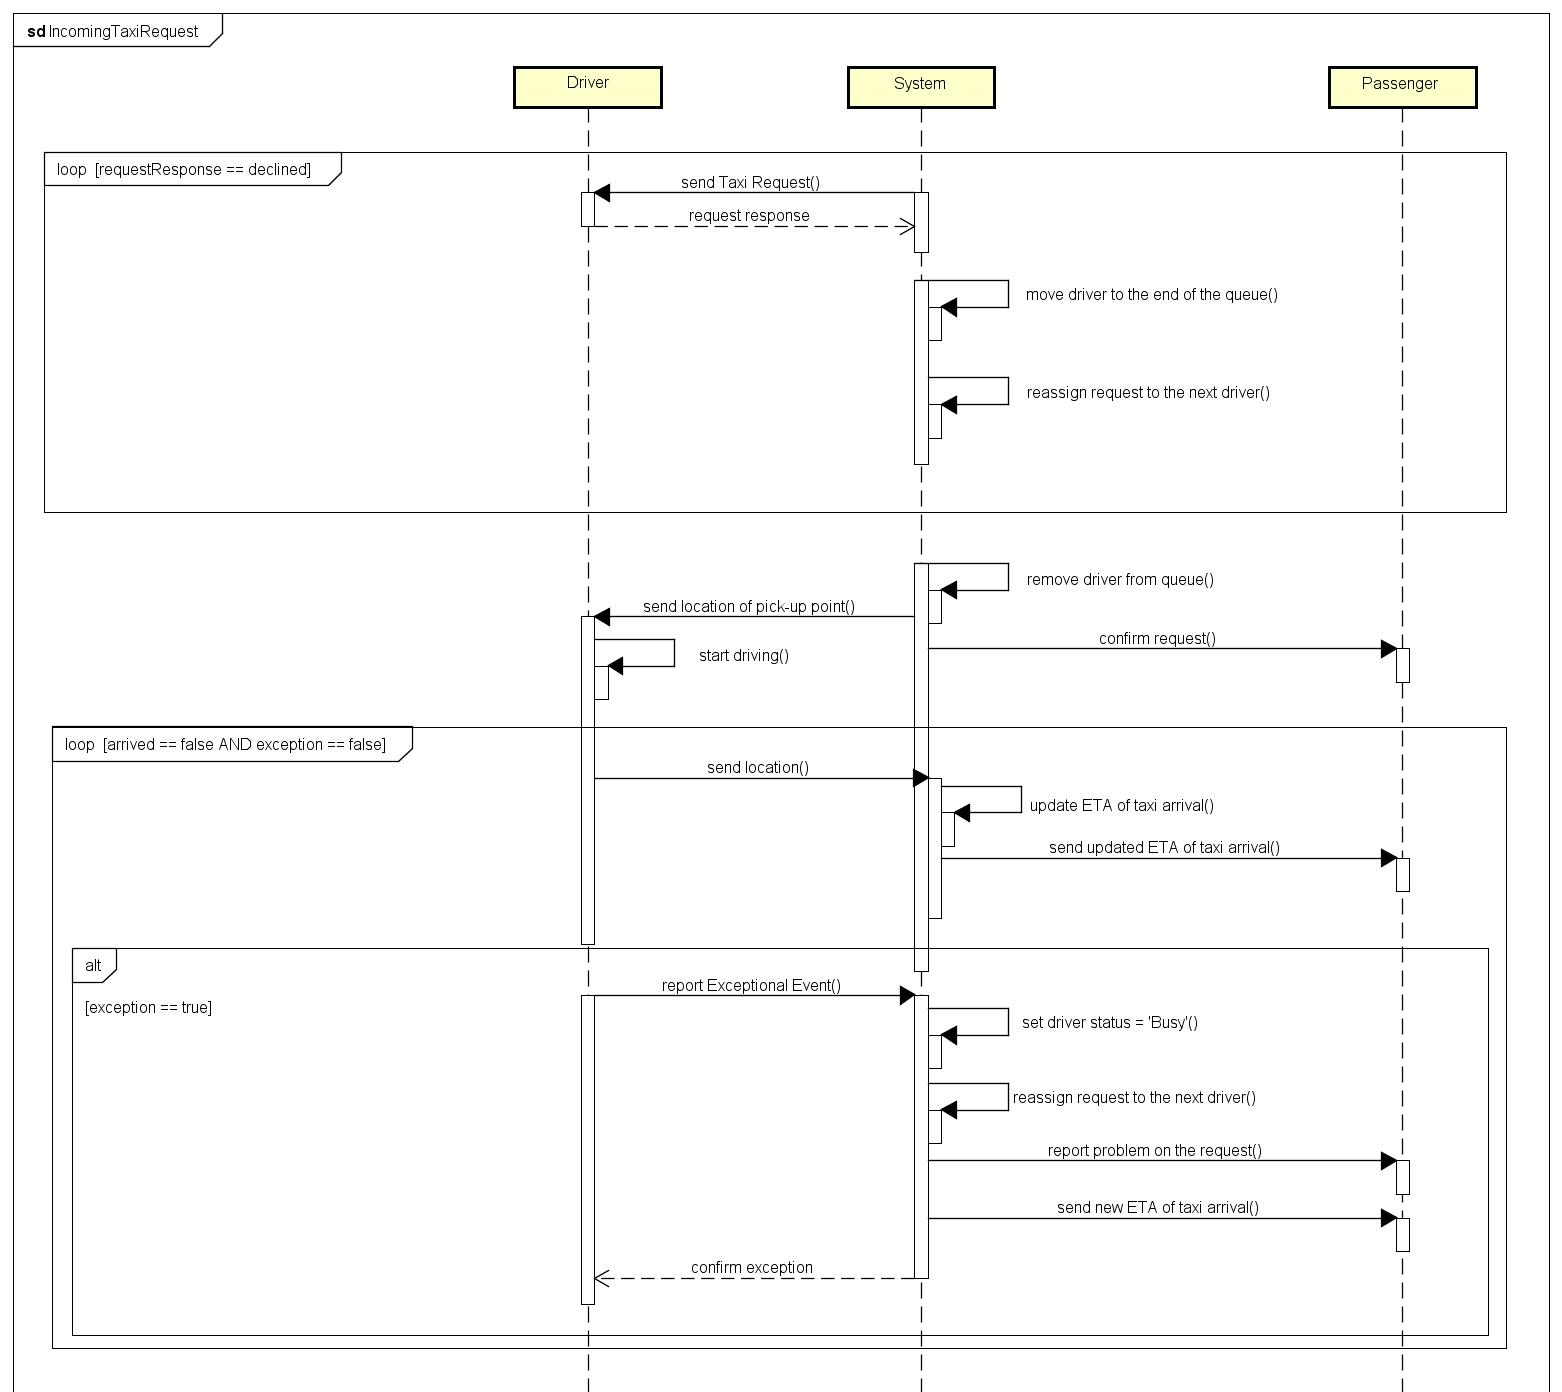 sd IncomingTaxiRequest
Driver
System
Passenger
loop [requestResponse == declined]
send Taxi Request()
request response
move driver to the end of the queue()
reassign request to the next driver()
remove driver from queue()
send location of pick-up point()
confirm request()
start driving()
loop [arrived == false AND exception == false]
send location()
update ETA of taxi arrival()
send updated ETA of taxi arrival()
alt
report Exceptional Event()
[exception == true]
set driver status = 'Busy'()
reassign request to the next driver()
report problem on the request()
send new ETA of taxi arrival()
confirm exception